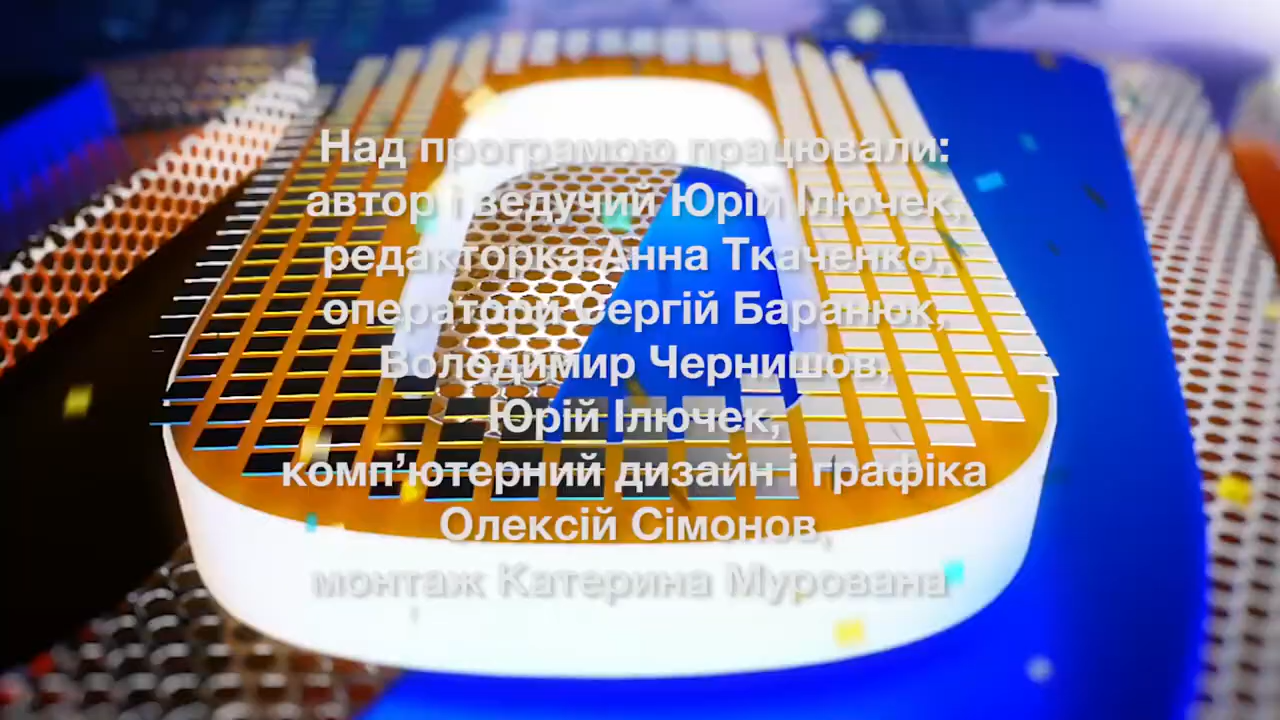 Над програмою працювали:
автор і ведучий Юрій Ілючек,
редакторка Анна Ткаченко,
оператори Сергій Баранюк,
Володимир Чернишов,
Юрій Ілючек,
комп’ютерний дизайн і графіка
Олексій Сімонов,
монтаж Катерина Мурована